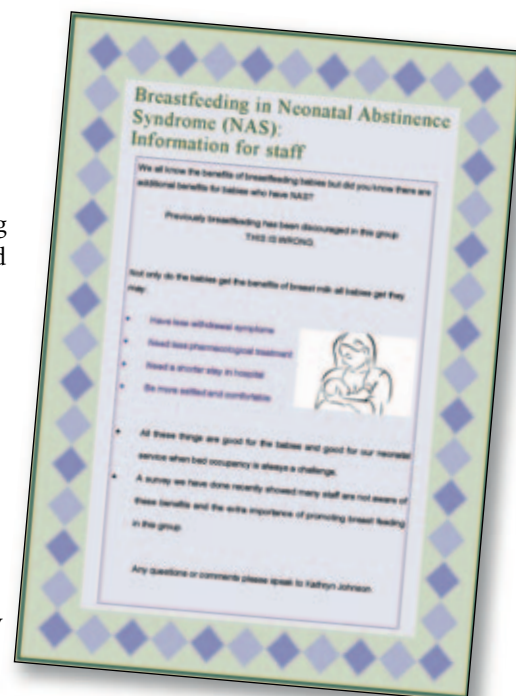 Breastfeeding in Neonatal Abstinence
Syndrome (NAS):
Information for staff
We all know the benefits of breastfeeding babies but did you know there are
additional benefits for babies who have NAS?
Previously breastfeeding has been discouraged in this group
THIS IS WRONG.
Not only do the babies get the benefits of breast milk all babies get they
may:
• Have less withdrawal symptoms
• Need less pharmacological treatment
• Need a shorter stay in hospital
• Be more settled and comfortable
• All these things are good for the babies and good for our neonatal
service when bed occupancy is always a challenge.
• A survey we have done recently showed many staff are not aware of
these benefits and the extra importance of promoting breast feeding
in this group
Any questions or comments please speak to Kathryn Johnson